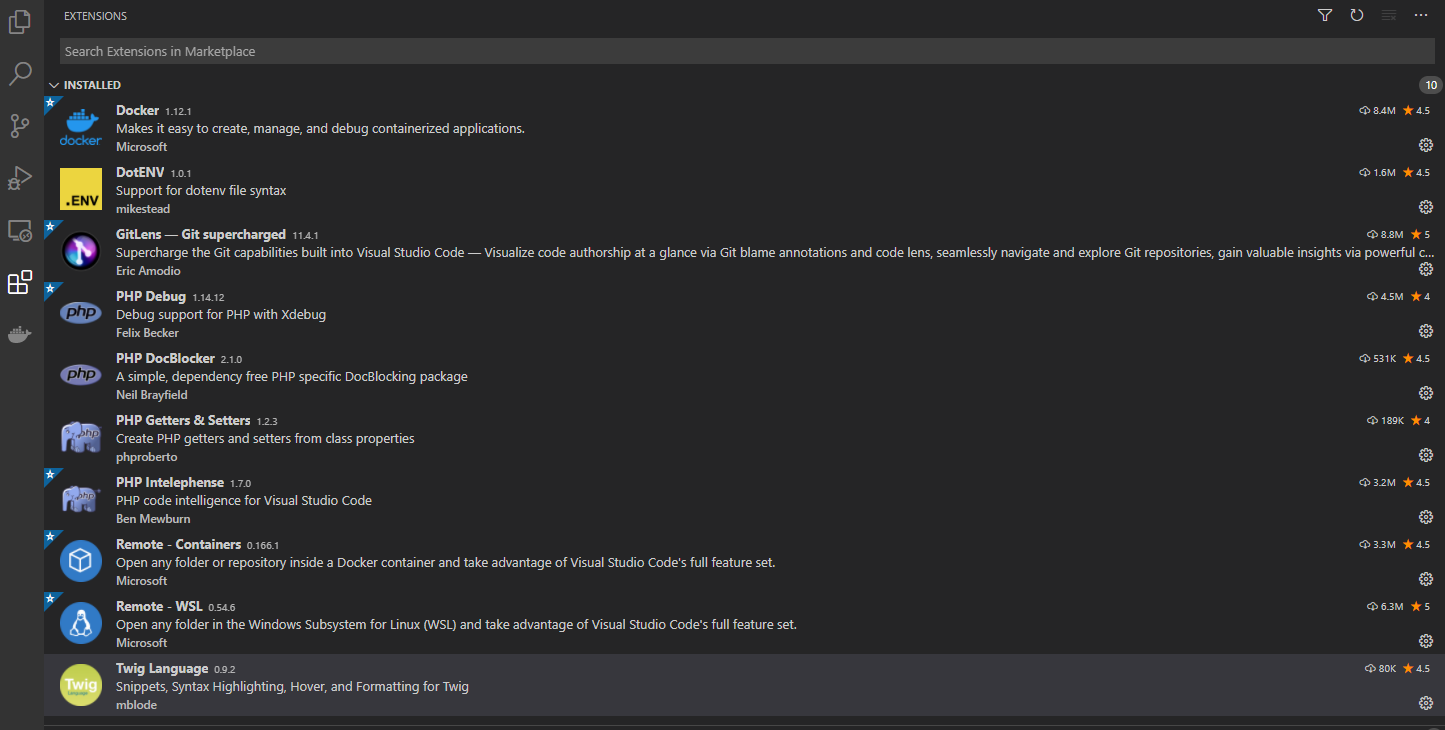 EXTENSIONS
Search Extensions in Marketplace
INSTALLED 10
Docker 1.12.1 8.4M 4.5
Makes it easy to create, manage, and debug containerized applications.
docker
Microsoft
DotENV 1.0.1 1.6M 4.5
Support for dotenv file syntax
.ENV
mikestead
GitLens — Git supercharged 11.4.1 8.8M 5
Supercharge the Git capabilities built into Visual Studio Code — Visualize code authorship at a glance via Git blame annotations and code lens, seamlessly navigate and explore Git repositories, gain valuable insights via powerful c...
Eric Amodio
PHP Debug 1.14.12 4.5M 4
php
Debug support for PHP with Xdebug
Felix Becker
PHP DocBlocker 2.1.0 531K 4.5
php
A simple, dependency free PHP specific DocBlocking package
Neil Brayfield
PHP Getters & Setters 1.2.3 189K 4
php
Create PHP getters and setters from class properties
phproberto
PHP Intelephense 1.7.0 3.2M 4.5
php
PHP code intelligence for Visual Studio Code
Ben Mewburn
Remote - Containers 0.166.1 3.3M 4.5
Open any folder or repository inside a Docker container and take advantage of Visual Studio Code's full feature set.
Microsoft
Remote - WSL 0.54.6 6.3M 5
Open any folder in the Windows Subsystem for Linux (WSL) and take advantage of Visual Studio Code's full feature set.
Microsoft
Twig Language 0.9.2 80K 4.5
Twig
Language
Snippets, Syntax Highlighting, Hover, and Formatting for Twig
mblode